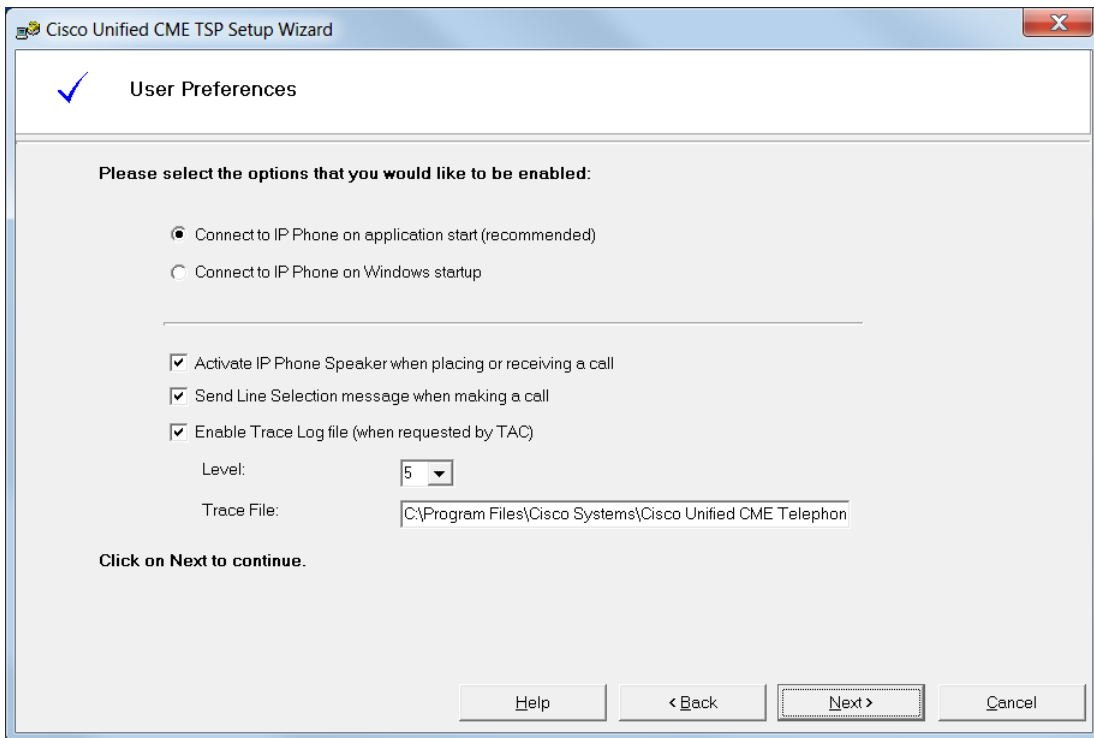 Cisco Unified CME TSP Setup Wizard
User Preferences
Please select the options that you would like to be enabled:
Connect to IP Phone on application start (recommended)
Connect to IP Phone on Windows startup
Activate IP Phone Speaker when placing or receiving a call
Send Line Selection message when making a call
Enable Trace Log file (when requested by TAC)
Level: 5
Trace File: C:\Program Files\Cisco Systems\Cisco Unified CME Telephon
Click on Next to continue.
Help < Back Next > Cancel